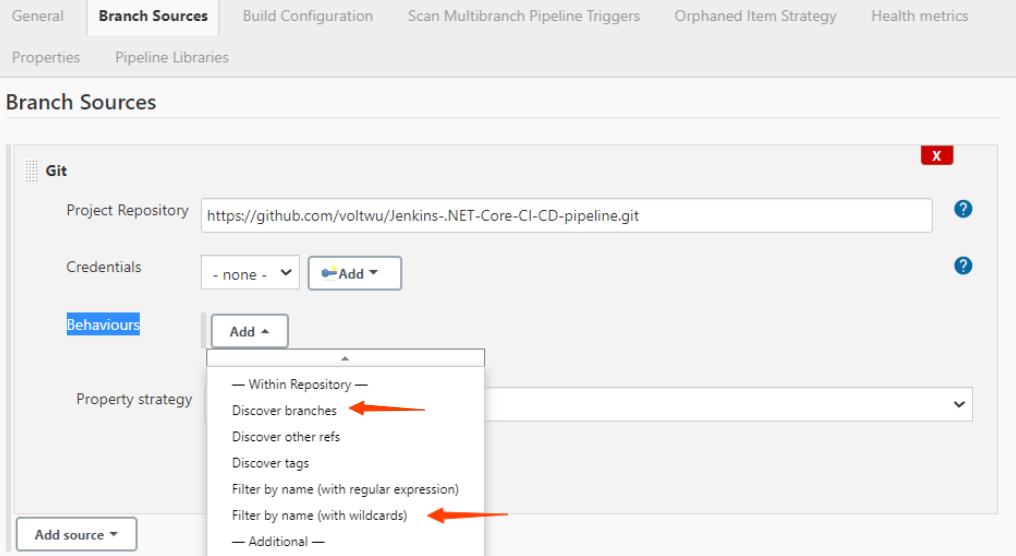 General Branch Sources Build Configuration Scan Multibranch Pipeline Triggers Orphaned Item Strategy Health metrics
Properties Pipeline Libraries
Branch Sources
X
Git
Project Repository https://github.com/voltwu/Jenkins-.NET-Core-CI-CD-pipeline.git ?
Credentials - none - Add ?
Behaviours Add
— Within Repository —
Property strategy
Discover branches
Discover other refs
Discover tags
Filter by name (with regular expression)
Filter by name (with wildcards)
Add source
— Additional —